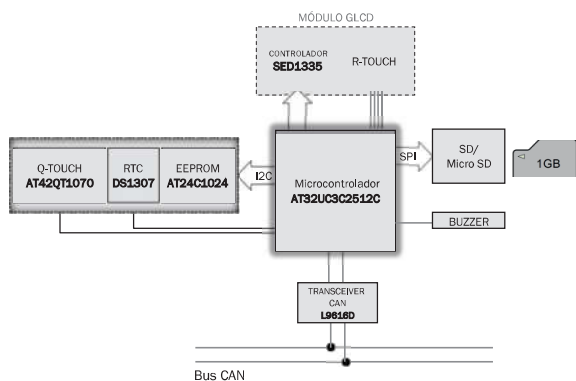 MÓDULO GLCD
CONTROLADOR
SED1335
R-TOUCH
Q-TOUCH
AT42QT1070
RTC
DS1307
EEPROM
AT24C1024
I2C
Microcontrolador
AT32UC3C2512C
SPI
SD/
Micro SD
1GB
BUZZER
TRANSCEIVER
CAN
L9616D
Bus CAN